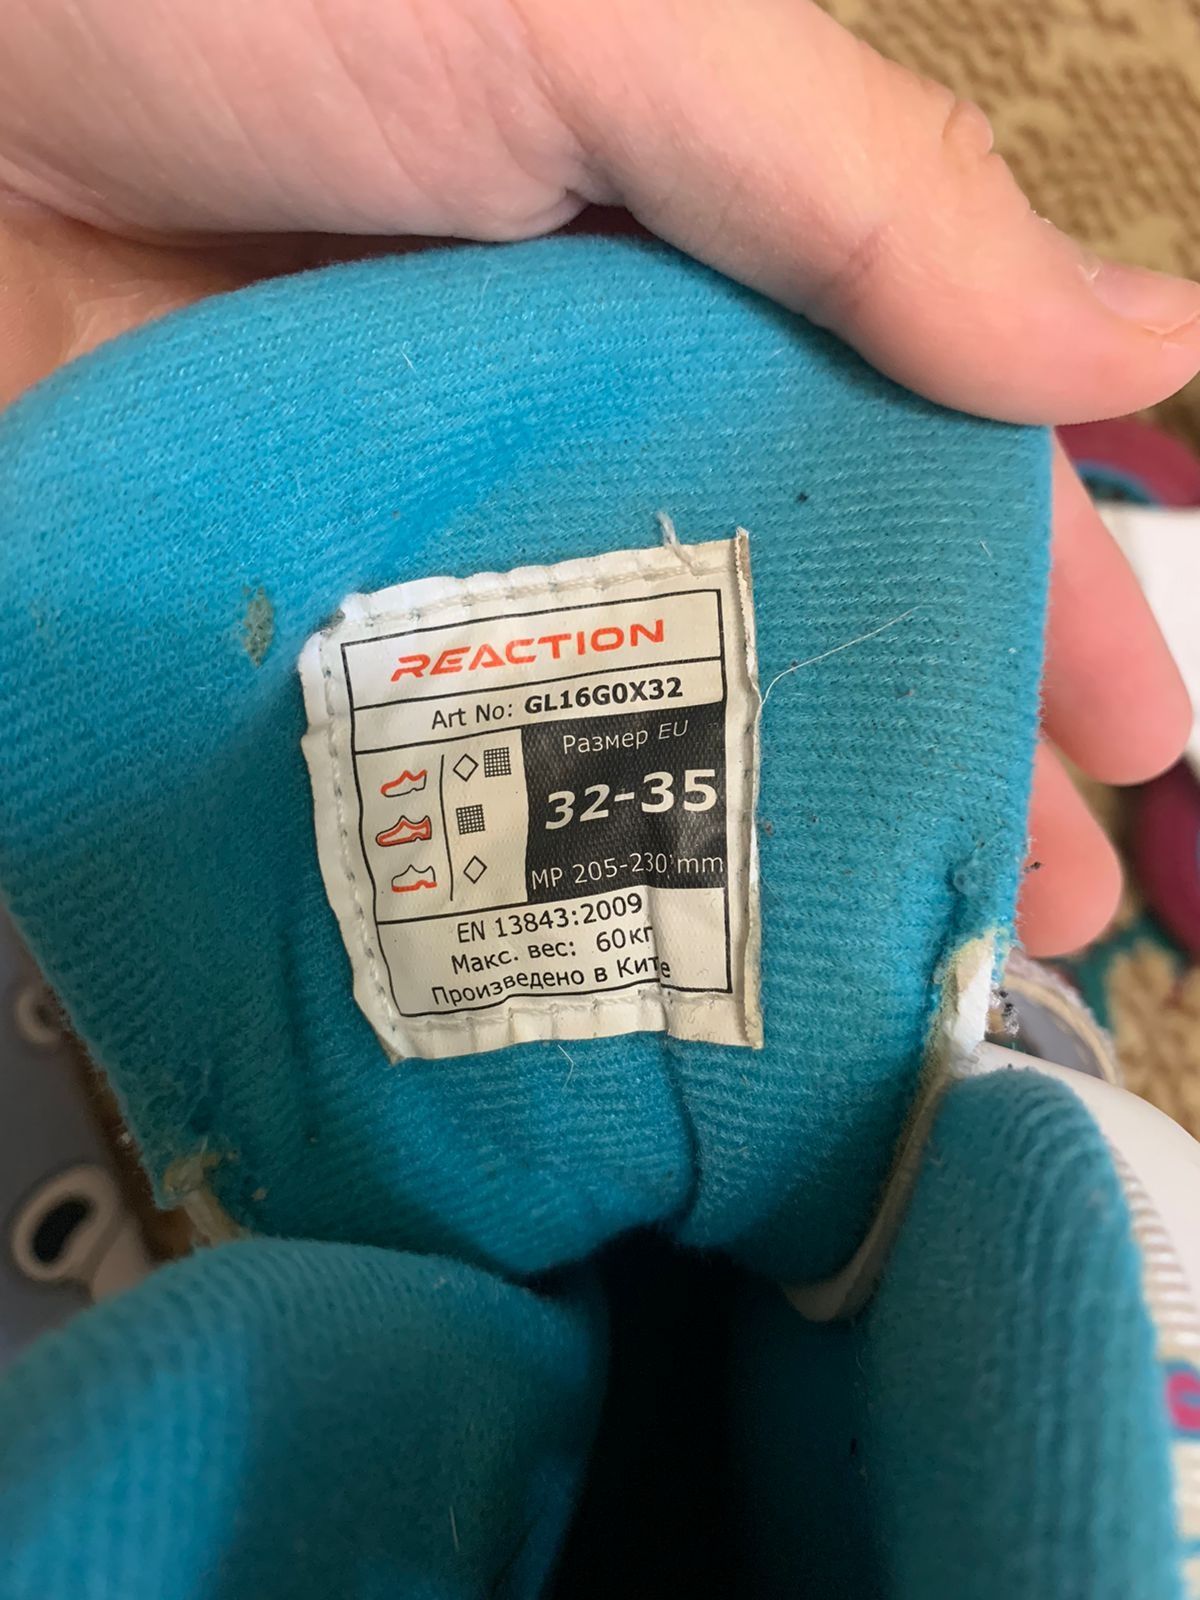 REACTION
Art No: GL16G0X32
Размер EU
32-35
MP 205-230 mm
EN 13843:2009
Макс. вес: 60кг
Произведено в Ките